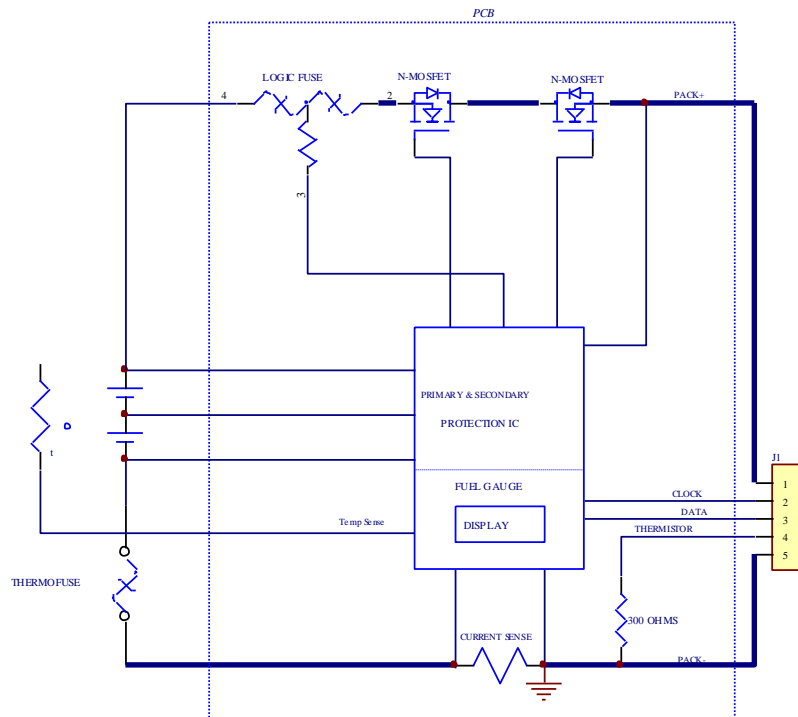 PCB
LOGIC FUSE
N-MOSFET
N-MOSFET
4
2
PACK+
3
PRIMARY & SECONDARY
PROTECTION IC
t
J1
FUEL GAUGE
1
CLOCK
2
DISPLAY
DATA
3
Temp Sense
THERMISTOR
4
5
THERMOFUSE
300 OHMS
CURRENT SENSE
PACK-